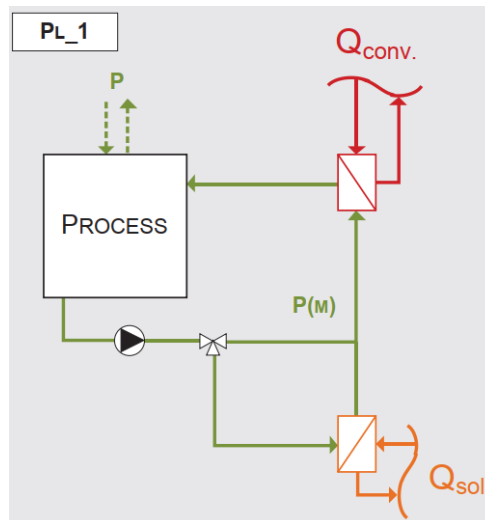 PL_1
Qconv.
P
PROCESS
P(M)
Qsol